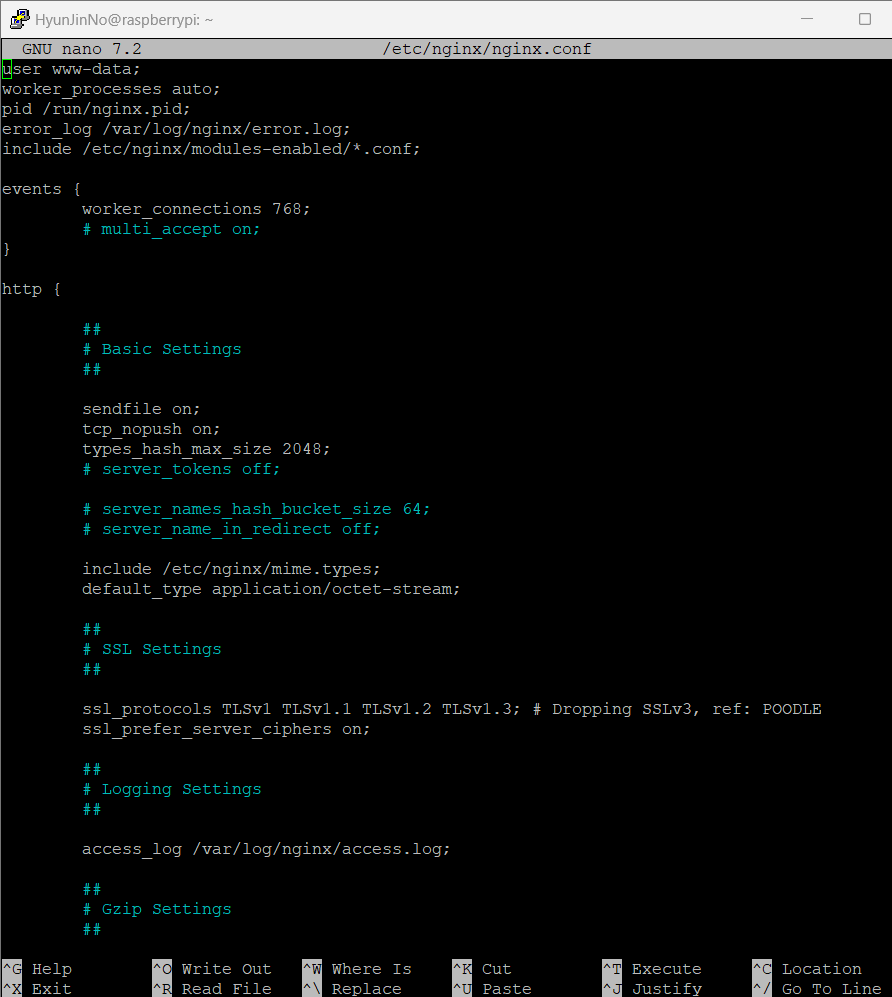 HyunJinNo@raspberrypi: ~
GNU nano 7.2 /etc/nginx/nginx.conf
user www-data;
worker_processes auto;
pid /run/nginx.pid;
error_log /var/log/nginx/error.log;
include /etc/nginx/modules-enabled/*.conf;

events {
        worker_connections 768;
        # multi_accept on;
}

http {

        ##
        # Basic Settings
        ##

        sendfile on;
        tcp_nopush on;
        types_hash_max_size 2048;
        # server_tokens off;

        # server_names_hash_bucket_size 64;
        # server_name_in_redirect off;

        include /etc/nginx/mime.types;
        default_type application/octet-stream;

        ##
        # SSL Settings
        ##

        ssl_protocols TLSv1 TLSv1.1 TLSv1.2 TLSv1.3; # Dropping SSLv3, ref: POODLE
        ssl_prefer_server_ciphers on;

        ##
        # Logging Settings
        ##

        access_log /var/log/nginx/access.log;

        ##
        # Gzip Settings
        ##

^G Help ^O Write Out ^W Where Is ^K Cut ^T Execute ^C Location
^X Exit ^R Read File ^\ Replace ^U Paste ^J Justify ^/ Go To Line